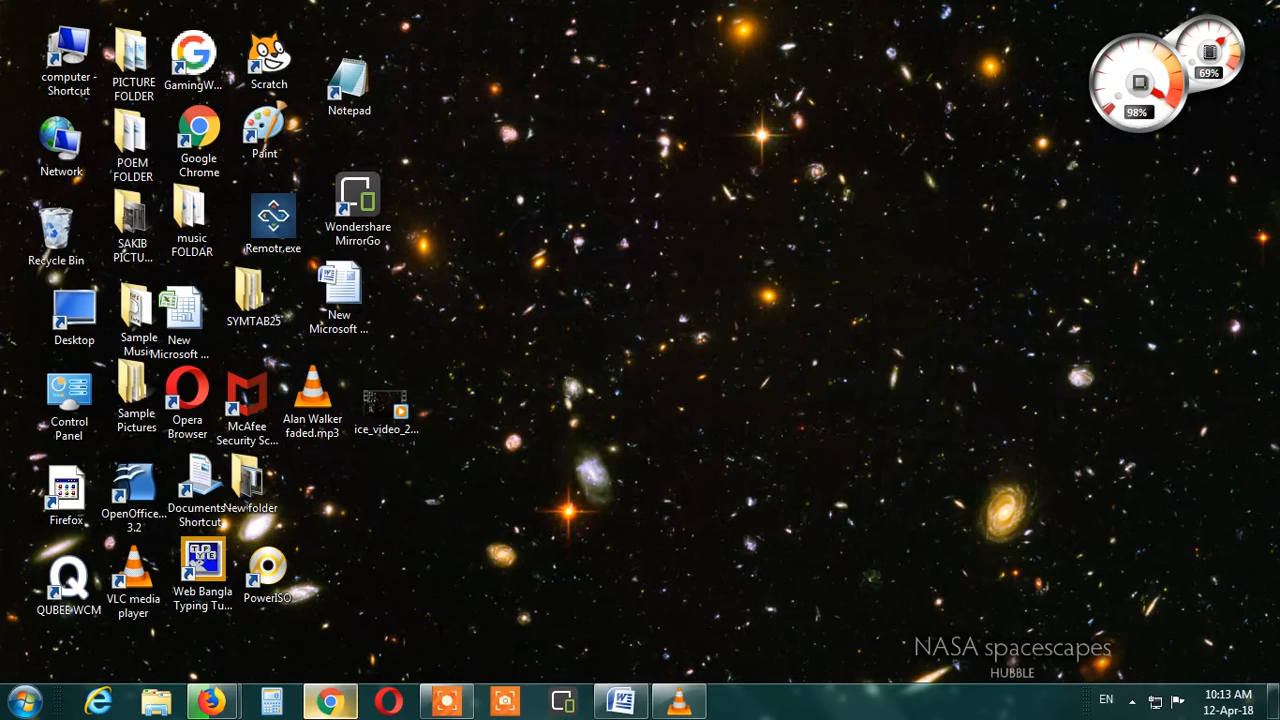 computer -
Shortcut
PICTURE
FOLDER
GamingW...
Scratch
Notepad
Network
POEM
FOLDER
Google
Chrome
Paint
Recycle Bin
SAKIB
PICTU...
music
FOLDAR
Remotr.exe
Wondershare
MirrorGo
Desktop
Sample
Music
New
Microsoft ...
SYMTAB25
New
Microsoft ...
Control
Panel
Sample
Pictures
Opera
Browser
McAfee
Security Sc...
Alan Walker
faded.mp3
ice_video_2...
Firefox
OpenOffice...
3.2
Documents
Shortcut
New folder
QUBEE WCM
VLC media
player
Web Bangla
Typing Tu...
PowerISO
98%
69%
NASA spacescapes
HUBBLE
EN
10:13 AM
12-Apr-18